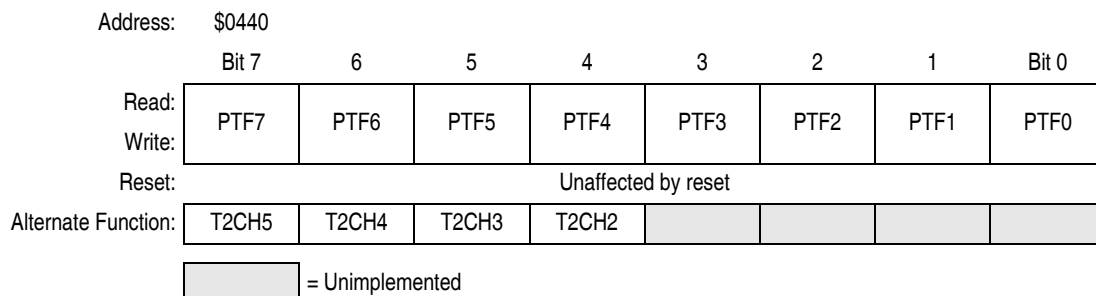 Address: $0440
Bit 7 6 5 4 3 2 1 Bit 0
Read:
PTF7 PTF6 PTF5 PTF4 PTF3 PTF2 PTF1 PTF0
Write:
Reset: Unaffected by reset
Alternate Function: T2CH5 T2CH4 T2CH3 T2CH2
= Unimplemented